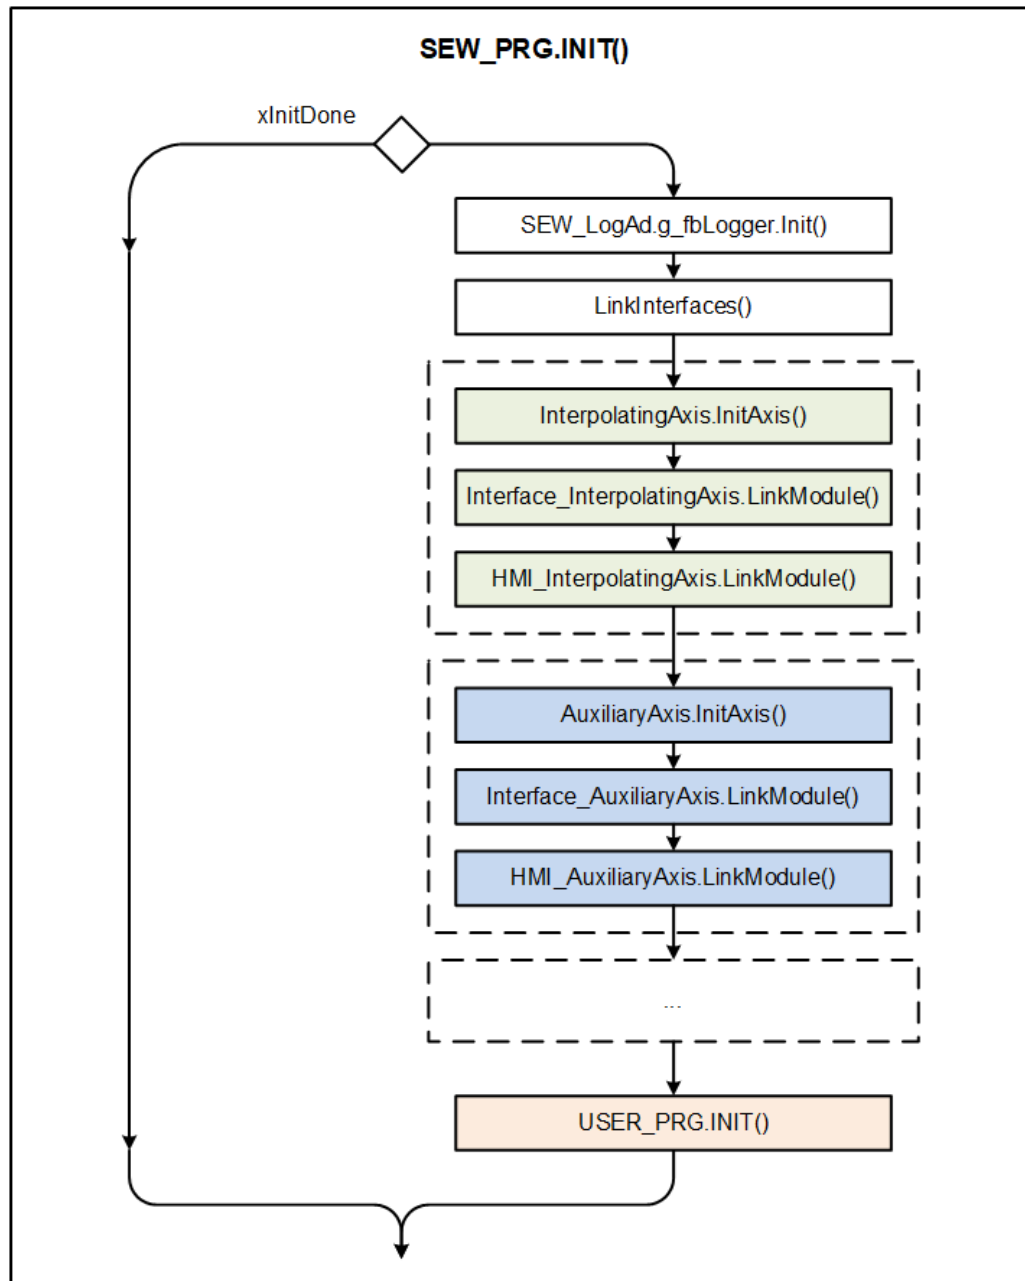 SEW_PRG.INIT()
xInitDone
SEW_LogAd.g_fbLogger.Init()
LinkInterfaces()
InterpolatingAxis.InitAxis()
Interface_InterpolatingAxis.LinkModule()
HMI_InterpolatingAxis.LinkModule()
AuxiliaryAxis.InitAxis()
Interface_AuxiliaryAxis.LinkModule()
HMI_AuxiliaryAxis.LinkModule()
...
USER_PRG.INIT()